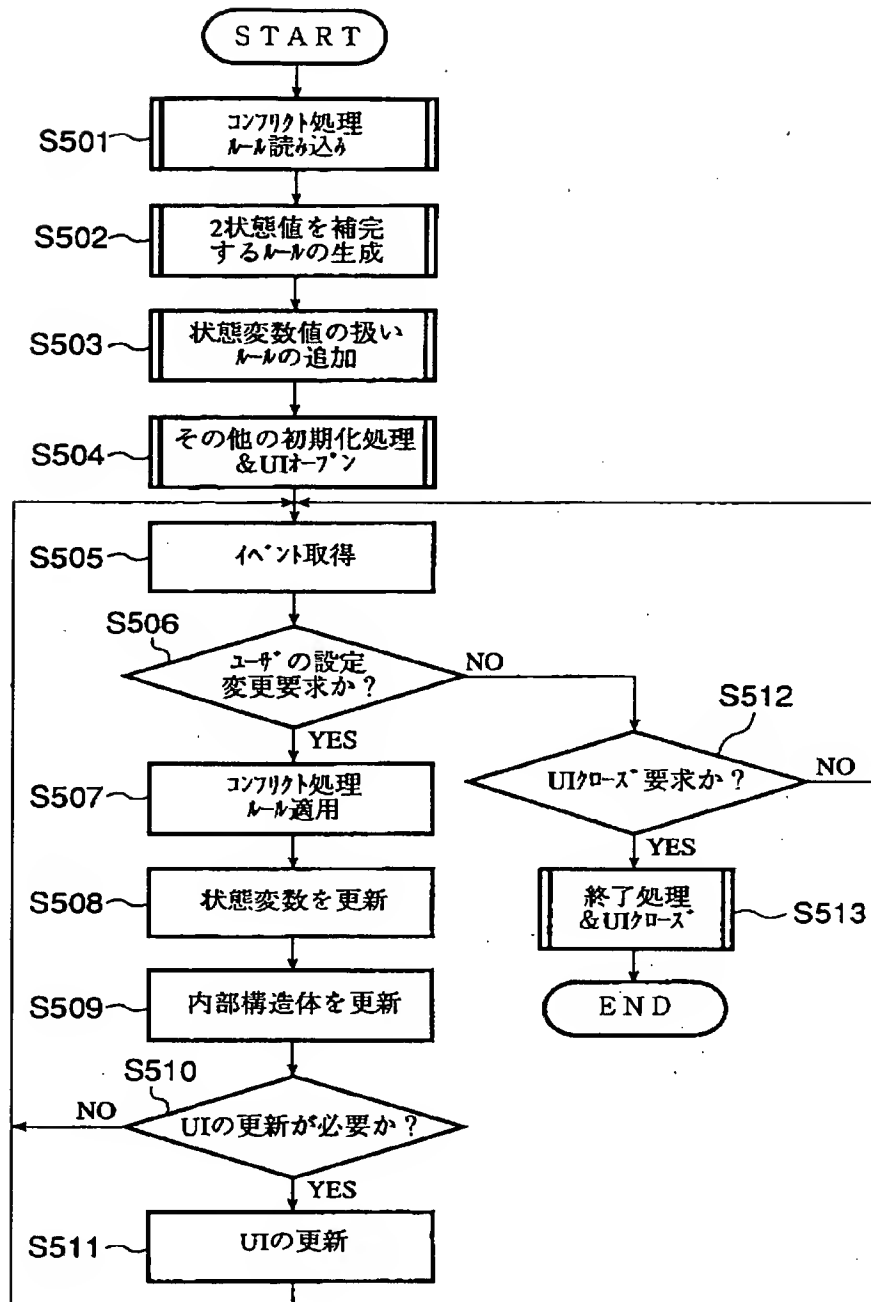 START
S501
コンフリクト処理
ルール読み込み
S502
2状態値を補完
するルールの生成
S503
状態変数値の扱い
ルールの追加
S504
その他の初期化処理
&UIオープン
S505
イベント取得
S506
ユーザの設定
変更要求か?
NO
YES
S512
UIクローズ要求か?
NO
YES
S507
コンフリクト処理
ルール適用
S508
状態変数を更新
S513
終了処理
&UIクローズ
END
S509
内部構造体を更新
S510
NO
UIの更新が必要か?
YES
S511
UIの更新